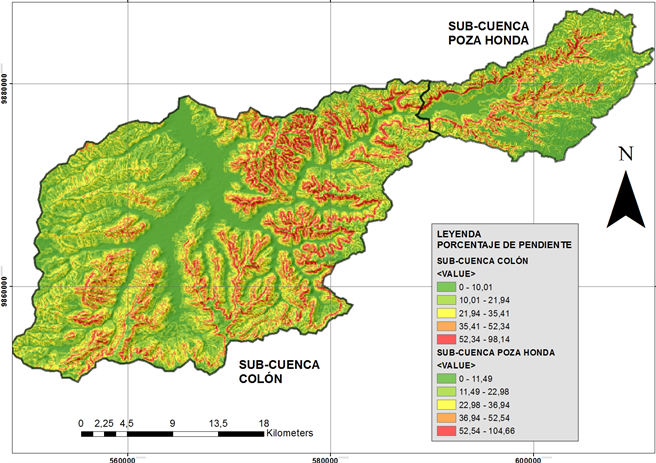 SUB-CUENCA
POZA HONDA
9880000
N
LEYENDA
PORCENTAJE DE PENDIENTE
SUB-CUENCA COLÓN
<VALUE>
0 - 10,01
10,01 - 21,94
21,94 - 35,41
35,41 - 52,34
52,34 - 98,14
SUB-CUENCA POZA HONDA
<VALUE>
0 - 11,49
11,49 - 22,98
22,98 - 36,94
36,94 - 52,54
52,54 - 104,66
9860000
SUB-CUENCA
COLÓN
0 2,25 4,5 9 13,5 18
Kilometers
560000 580000 600000